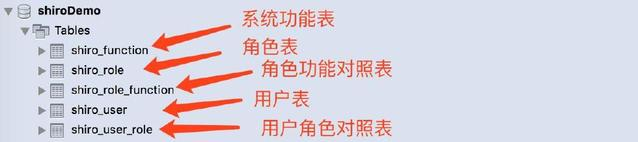 shiroDemo
Tables
shiro_function 系统功能表
shiro_role 角色表
shiro_role_function 角色功能对照表
shiro_user 用户表
shiro_user_role 用户角色对照表